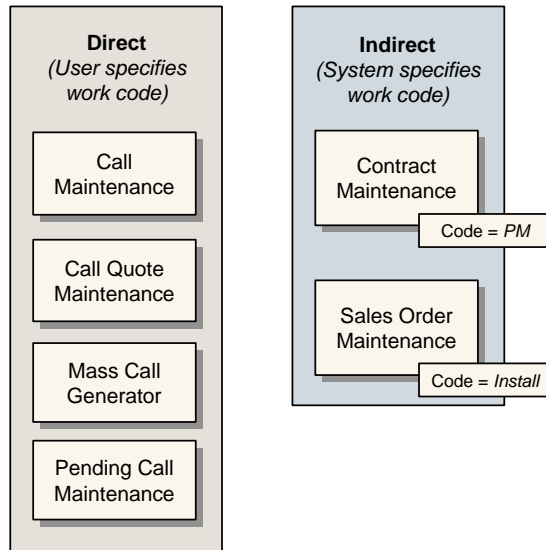 Direct
(User specifies
work code)
Call
Maintenance
Call Quote
Maintenance
Mass Call
Generator
Pending Call
Maintenance
Indirect
(System specifies
work code)
Contract
Maintenance
Code = PM
Sales Order
Maintenance
Code = Install